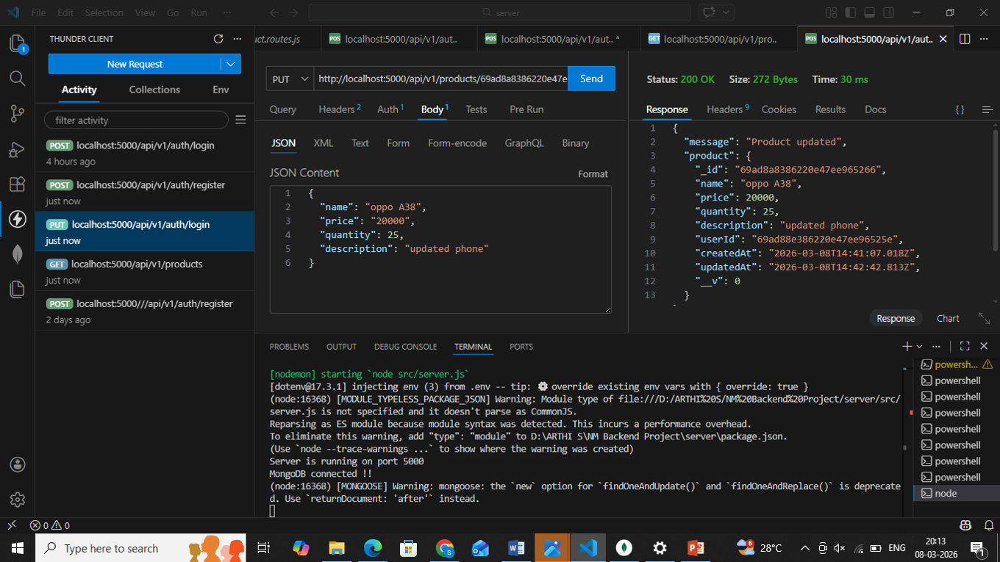 File Edit Selection View Go Run ··· server
THUNDER CLIENT
New Request
Activity Collections Env
filter activity
POST localhost:5000/api/v1/auth/login
4 hours ago
POST localhost:5000/api/v1/auth/register
just now
PUT localhost:5000/api/v1/auth/login
just now
GET localhost:5000/api/v1/products
just now
POST localhost:5000///api/v1/auth/register
2 days ago
uct.routes.js POS localhost:5000/api/v1/aut.. POS localhost:5000/api/v1/aut.. * GET localhost:5000/api/v1/pro.. POS localhost:5000/api/v1/aut..
PUT http://localhost:5000/api/v1/products/69ad8a8386220e47e Send
Query Headers 2 Auth 1 Body 1 Tests Pre Run
JSON XML Text Form Form-encode GraphQL Binary
JSON Content Format
1 {
2 "name": "oppo A38",
3 "price": "20000",
4 "quantity": 25,
5 "description": "updated phone"
6 }
Status: 200 OK Size: 272 Bytes Time: 30 ms
Response Headers 9 Cookies Results Docs { }
1 {
2 "message": "Product updated",
3 "product": {
4 "_id": "69ad8a8386220e47ee965266",
5 "name": "oppo A38",
6 "price": 20000,
7 "quantity": 25,
8 "description": "updated phone",
9 "userId": "69ad88e386220e47ee96525e",
10 "createdAt": "2026-03-08T14:41:07.018Z",
11 "updatedAt": "2026-03-08T14:42:42.813Z",
12 "__v": 0
13 }
Response Chart
PROBLEMS OUTPUT DEBUG CONSOLE TERMINAL PORTS
[nodemon] starting `node src/server.js`
[dotenv@17.3.1] injecting env (3) from .env -- tip: ⚙️ override existing env vars with { override: true }
(node:16368) [MODULE_TYPELESS_PACKAGE_JSON] Warning: Module type of file:///D:/ARTHI%20S/NM%20Backend%20Project/server/src/
server.js is not specified and it doesn't parse as CommonJS.
Reparsing as ES module because module syntax was detected. This incurs a performance overhead.
To eliminate this warning, add "type": "module" to D:\ARTHI S\NM Backend Project\server\package.json.
(Use `node --trace-warnings ...` to show where the warning was created)
Server is running on port 5000
MongoDB connected !!
(node:16368) [MONGOOSE] Warning: mongoose: the `new` option for `findOneAndUpdate()` and `findOneAndReplace()` is deprecate
d. Use `returnDocument: 'after'` instead.
powersh...
powershell
powershell
powershell
powershell
powershell
powershell
powershell
node
0 0
Type here to search
28°C ENG 20:13
08-03-2026